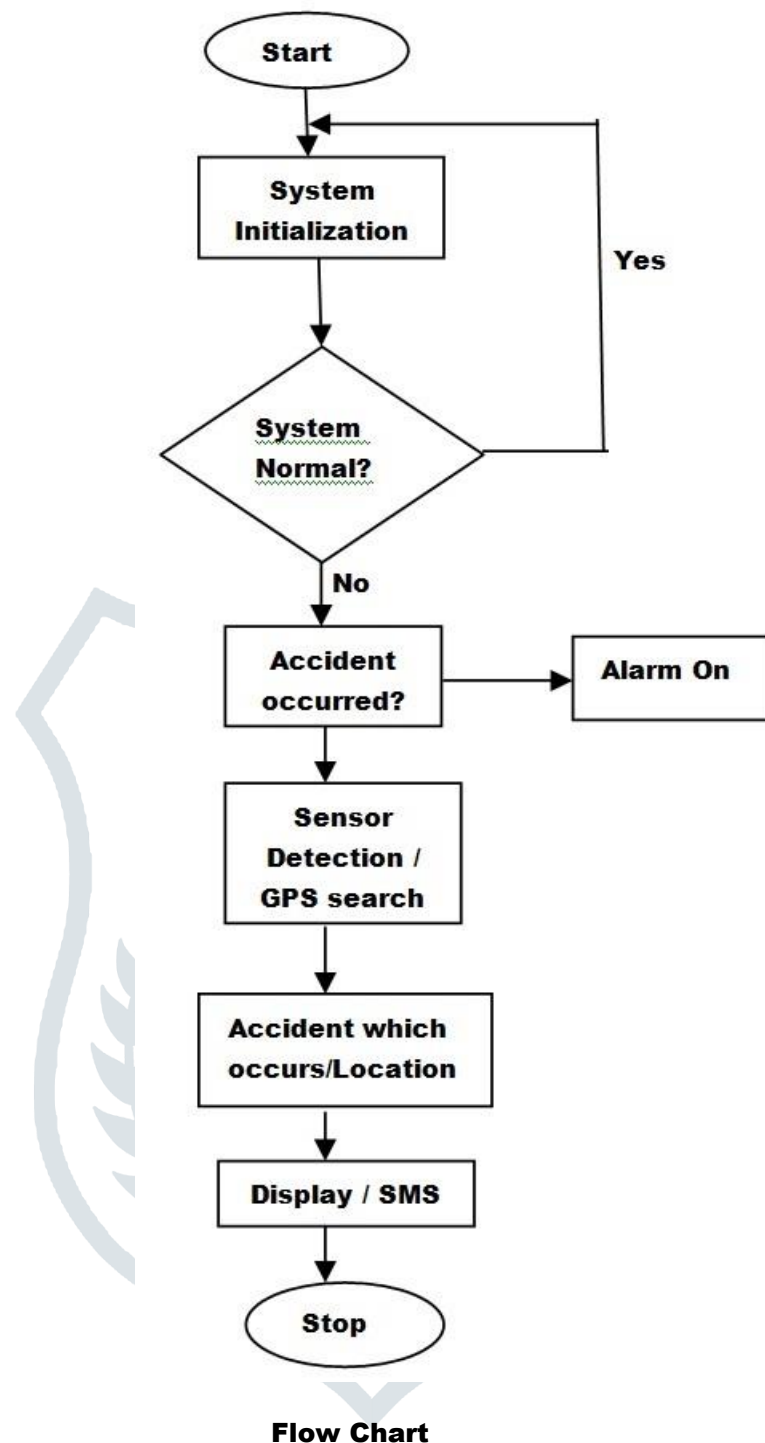 Start
System
Initialization
Yes
System
Normal?
No
Accident
occurred?
Alarm On
Sensor
Detection /
GPS search
Accident which
occurs/Location
Display / SMS
Stop
Flow Chart